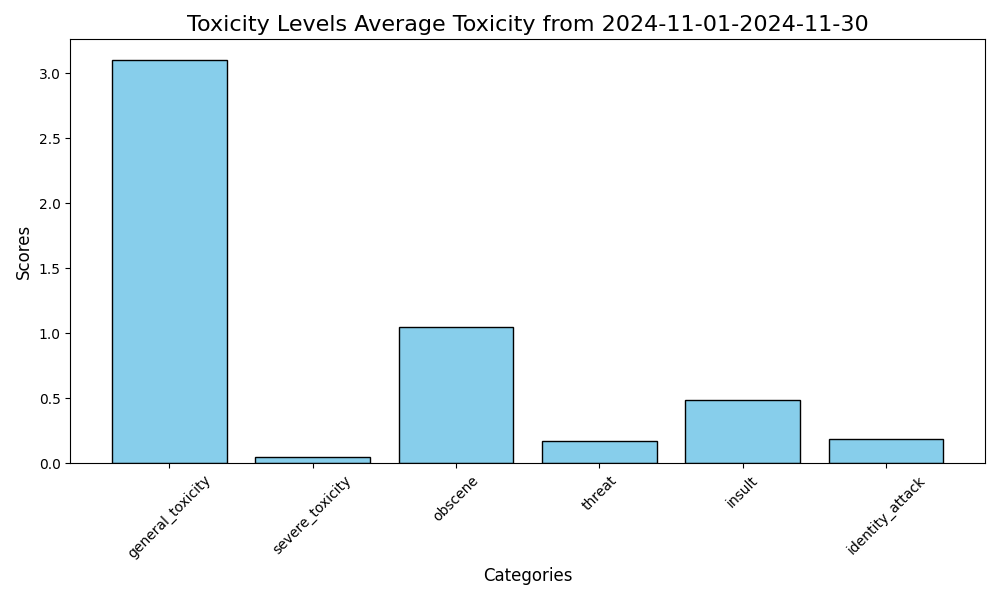 Toxicity Levels Average Toxicity from 2024-11-01-2024-11-30
Scores
3.0
2.5
2.0
1.5
1.0
0.5
0.0
general_toxicity
severe_toxicity
obscene
threat
insult
identity_attack
Categories